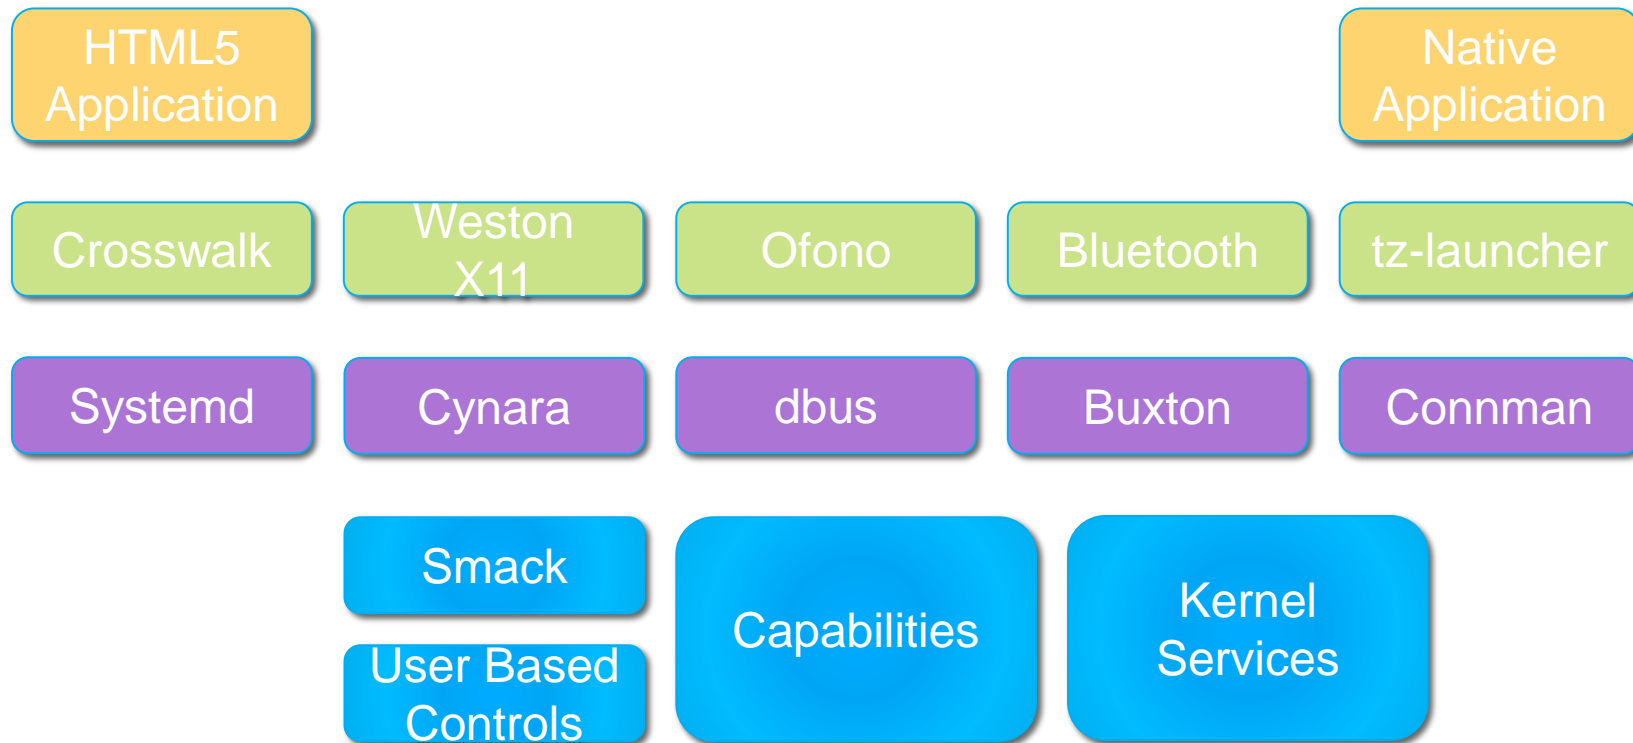 HTML5
Application
Native
Application
Crosswalk
Weston
X11
Ofono
Bluetooth
tz-launcher
Systemd
Cynara
dbus
Buxton
Connman
Smack
User Based
Controls
Capabilities
Kernel
Services